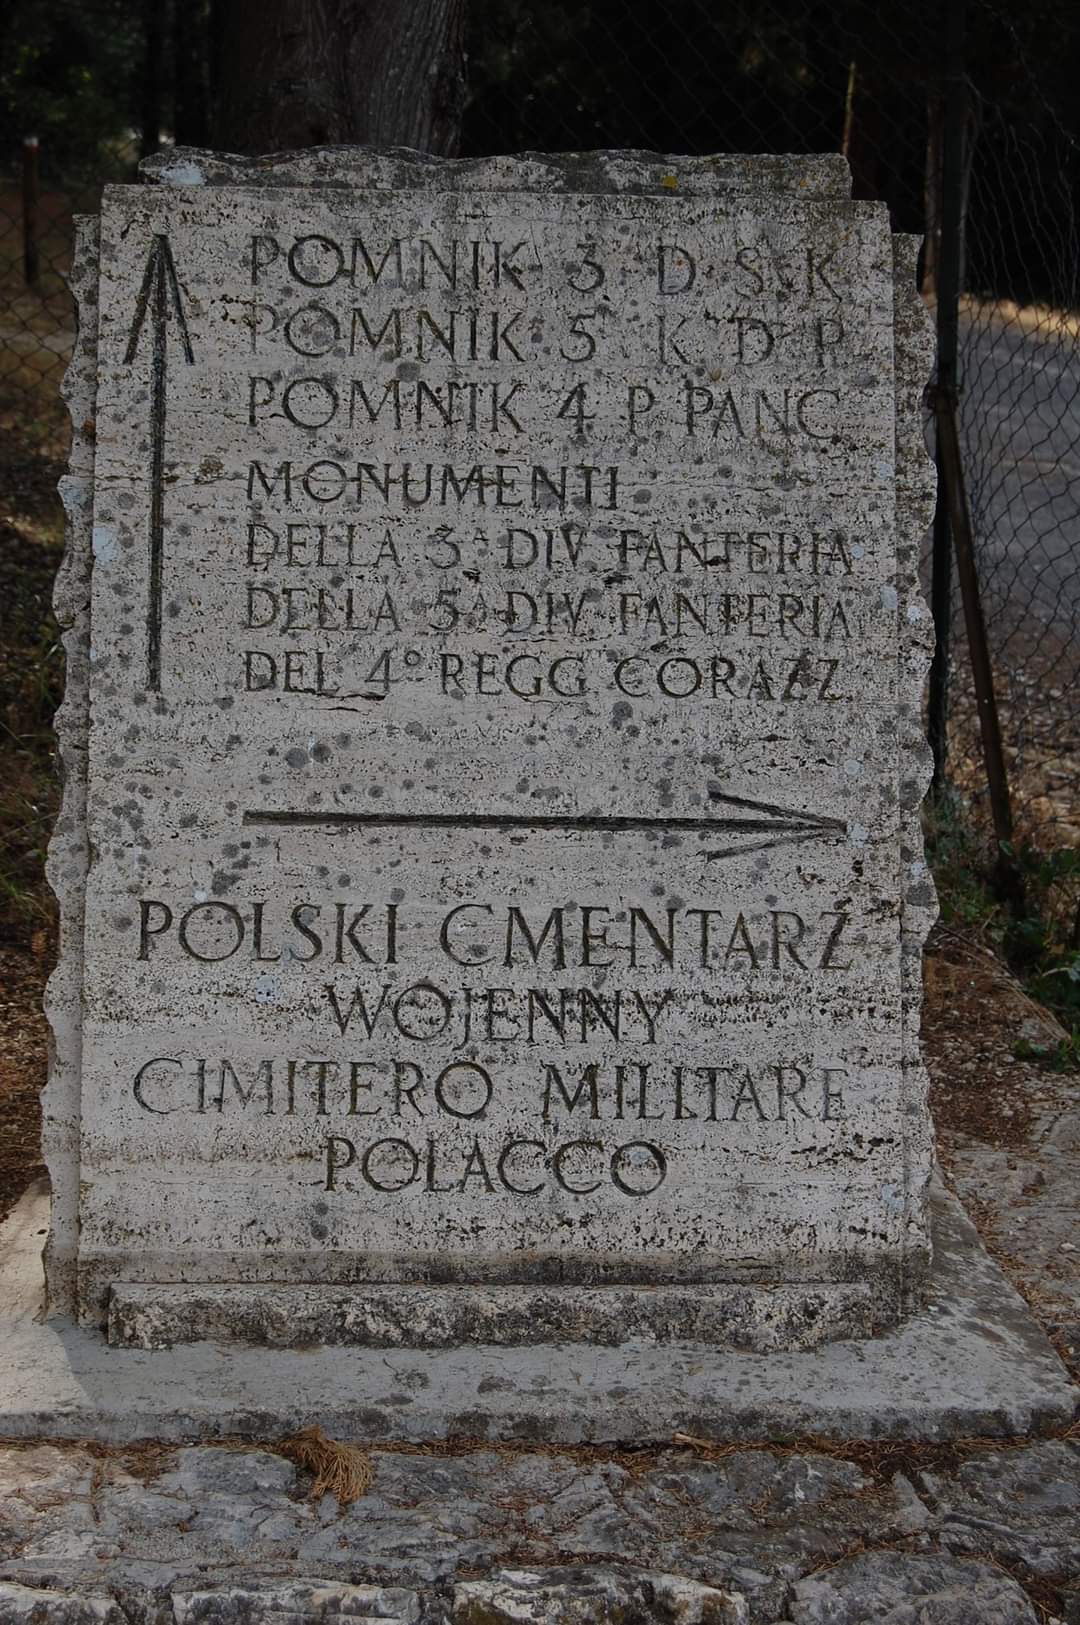 POMNIK 3 D S K
POMNIK 5 K D P
POMNIK 4 P PANC
MONUMENTI
DELLA 3ᴬ DIV FANTERIA
DELLA 5ᴬ DIV FANTERIA
DEL 4° REGG CORAZZ
POLSKI CMENTARZ
WOJENNY
CIMITERO MILITARE
POLACCO